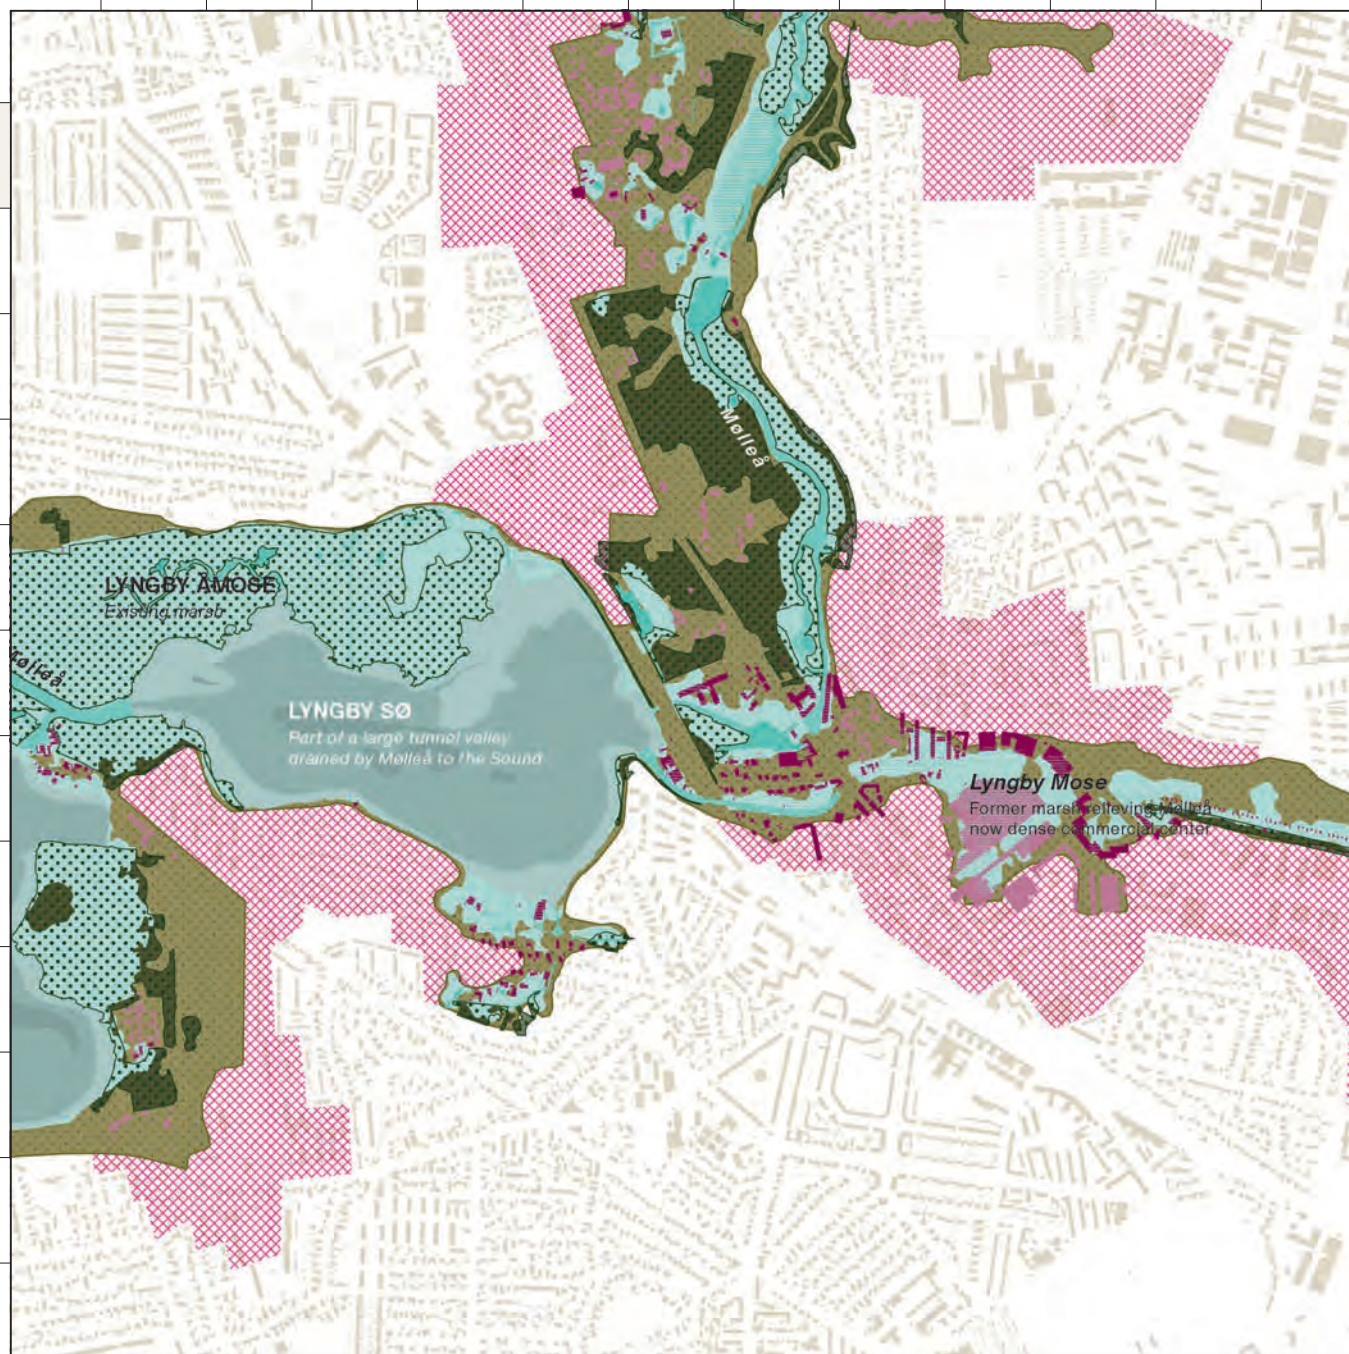 Mølleå
LYNGBY ÅMOSE
Existing marsh
Mølleå
LYNGBY SØ
Part of a large tunnel valley
drained by Mølleå to the Sound
Lyngby Mose
Former marsh relieving Mølleå
now dense commercial center